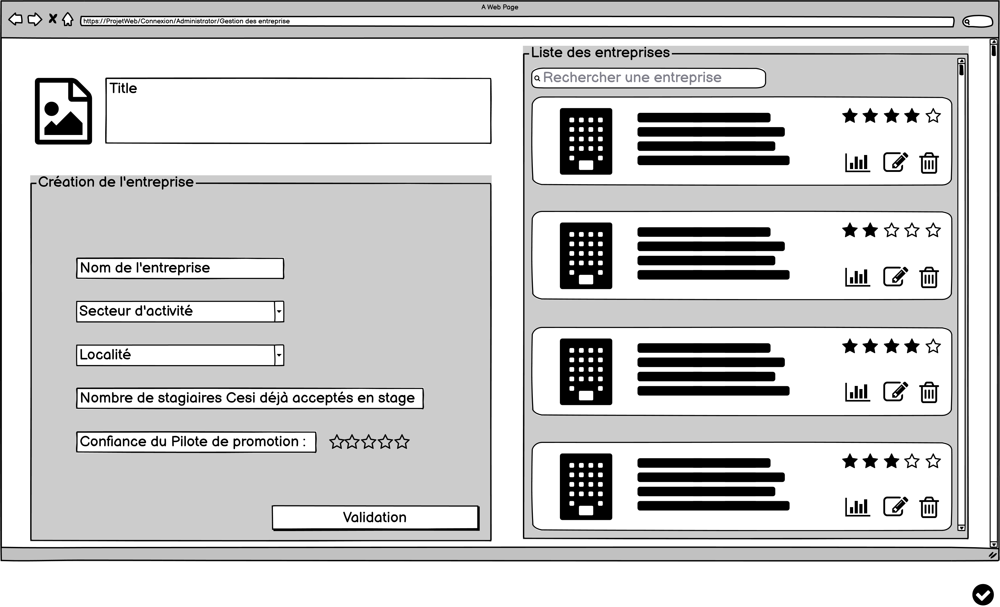 A Web Page
https://ProjetWeb/Connexion/Administrator/Gestion des entreprise
Title
Création de l'entreprise
Nom de l'entreprise
Secteur d'activité
Localité
Nombre de stagiaires Cesi déjà acceptés en stage
Confiance du Pilote de promotion :
Validation
Liste des entreprises
Rechercher une entreprise